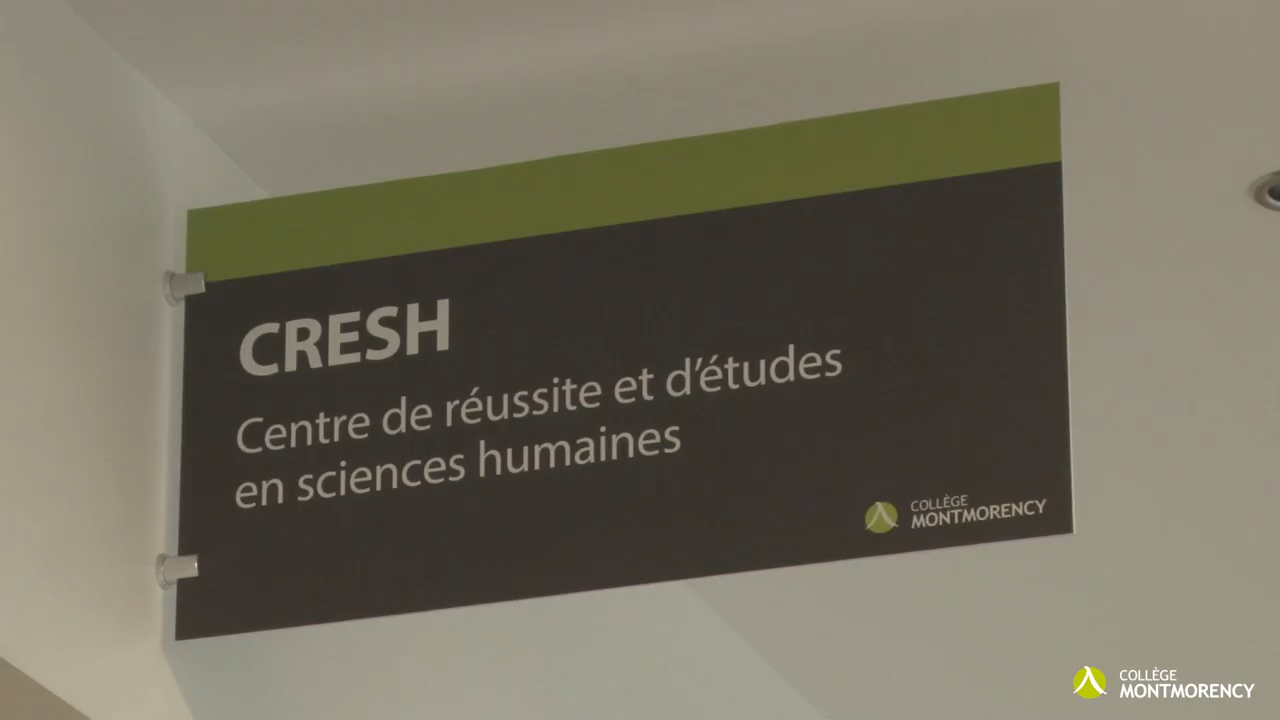 CRESH
Centre de réussite et d'études
en sciences humaines
COLLÈGE
MONTMORENCY
COLLÈGE
MONTMORENCY